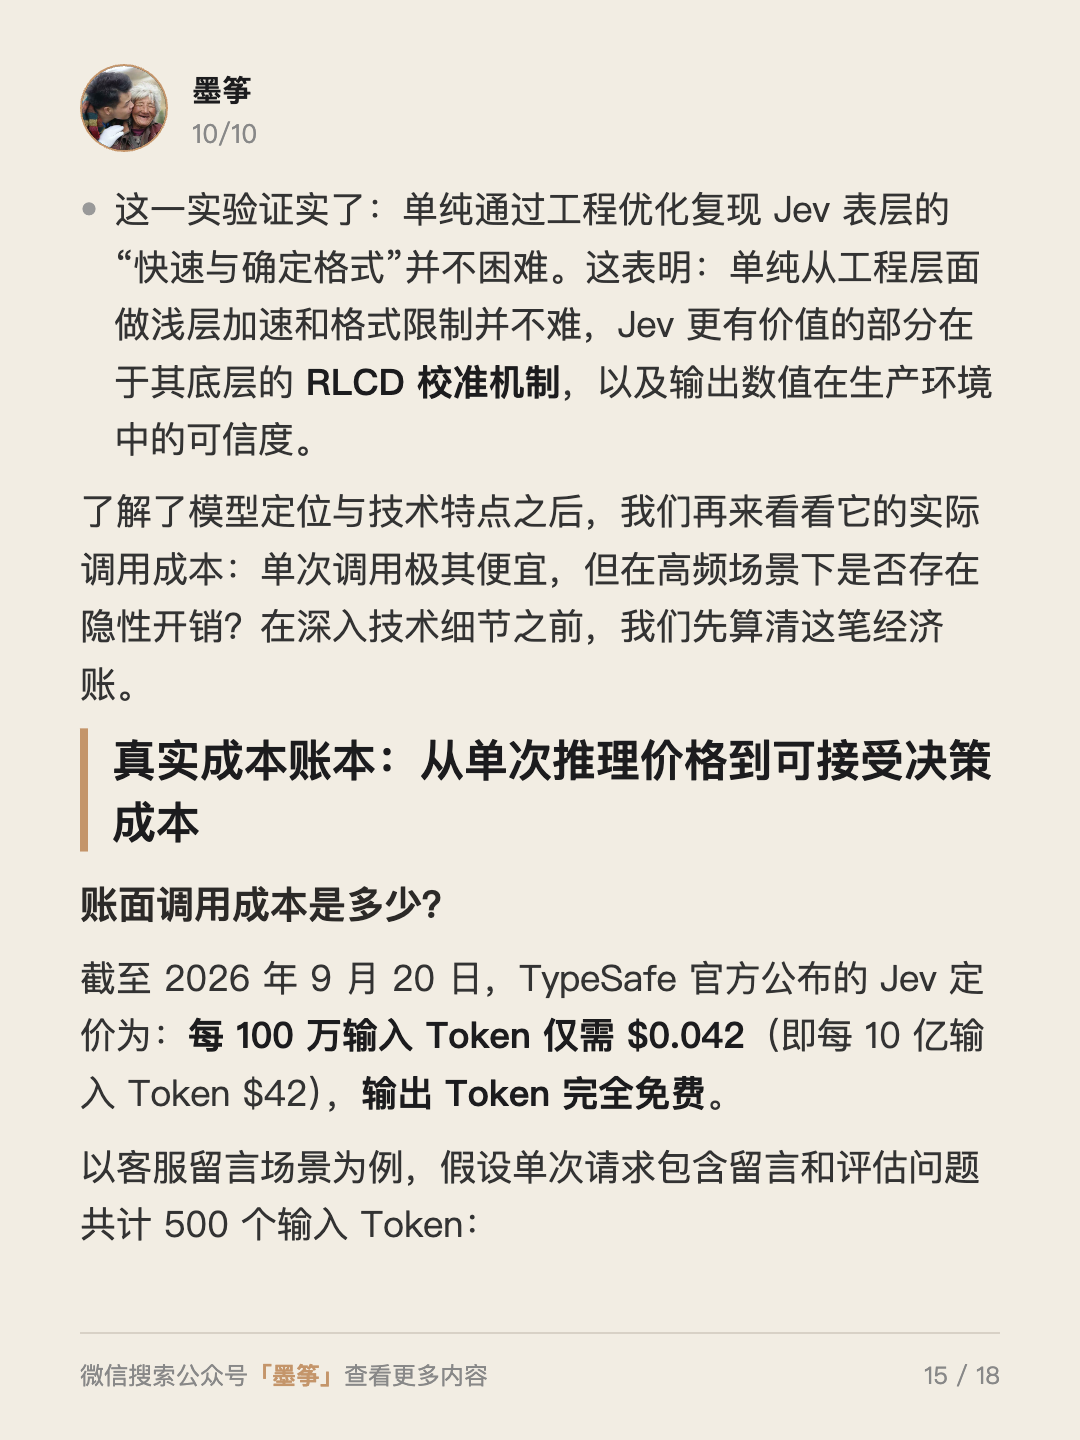 墨筝
10/10
• 这一实验证实了：单纯通过工程优化复现 Jev 表层的
“快速与确定格式”并不困难。这表明：单纯从工程层面
做浅层加速和格式限制并不难，Jev 更有价值的部分在
于其底层的 RLCD 校准机制，以及输出数值在生产环境
中的可信度。
了解了模型定位与技术特点之后，我们再来看看它的实际
调用成本：单次调用极其便宜，但在高频场景下是否存在
隐性开销？在深入技术细节之前，我们先算清这笔经济
账。
真实成本账本：从单次推理价格到可接受决策
成本
账面调用成本是多少？
截至 2026 年 9 月 20 日，TypeSafe 官方公布的 Jev 定
价为：每 100 万输入 Token 仅需 $0.042（即每 10 亿输
入 Token $42），输出 Token 完全免费。
以客服留言场景为例，假设单次请求包含留言和评估问题
共计 500 个输入 Token：
微信搜索公众号「墨筝」查看更多内容
15 / 18